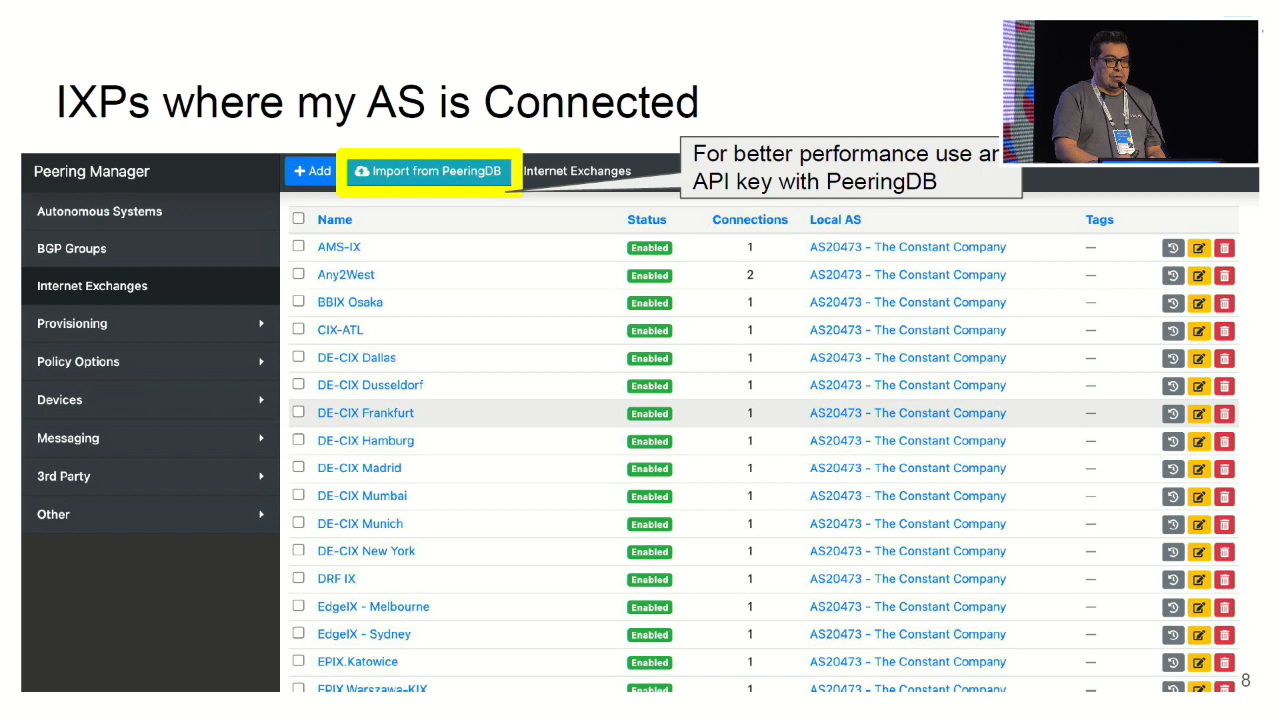 IXPs where my AS is Connected
For better performance use an
API key with PeeringDB
Peering Manager
Add Import from PeeringDB Internet Exchanges
Autonomous Systems
BGP Groups
Internet Exchanges
Provisioning
Policy Options
Devices
Messaging
3rd Party
Other
Name Status Connections Local AS Tags
AMS-IX Enabled 1 AS20473 - The Constant Company —
Any2West Enabled 2 AS20473 - The Constant Company —
BBIX Osaka Enabled 1 AS20473 - The Constant Company —
CIX-ATL Enabled 1 AS20473 - The Constant Company —
DE-CIX Dallas Enabled 1 AS20473 - The Constant Company —
DE-CIX Dusseldorf Enabled 1 AS20473 - The Constant Company —
DE-CIX Frankfurt Enabled 1 AS20473 - The Constant Company —
DE-CIX Hamburg Enabled 1 AS20473 - The Constant Company —
DE-CIX Madrid Enabled 1 AS20473 - The Constant Company —
DE-CIX Mumbai Enabled 1 AS20473 - The Constant Company —
DE-CIX Munich Enabled 1 AS20473 - The Constant Company —
DE-CIX New York Enabled 1 AS20473 - The Constant Company —
DRF IX Enabled 1 AS20473 - The Constant Company —
EdgeIX - Melbourne Enabled 1 AS20473 - The Constant Company —
EdgeIX - Sydney Enabled 1 AS20473 - The Constant Company —
EPIX.Katowice Enabled 1 AS20473 - The Constant Company —
EPIX.Warszawa-KIX Enabled 1 AS20473 - The Constant Company —
8